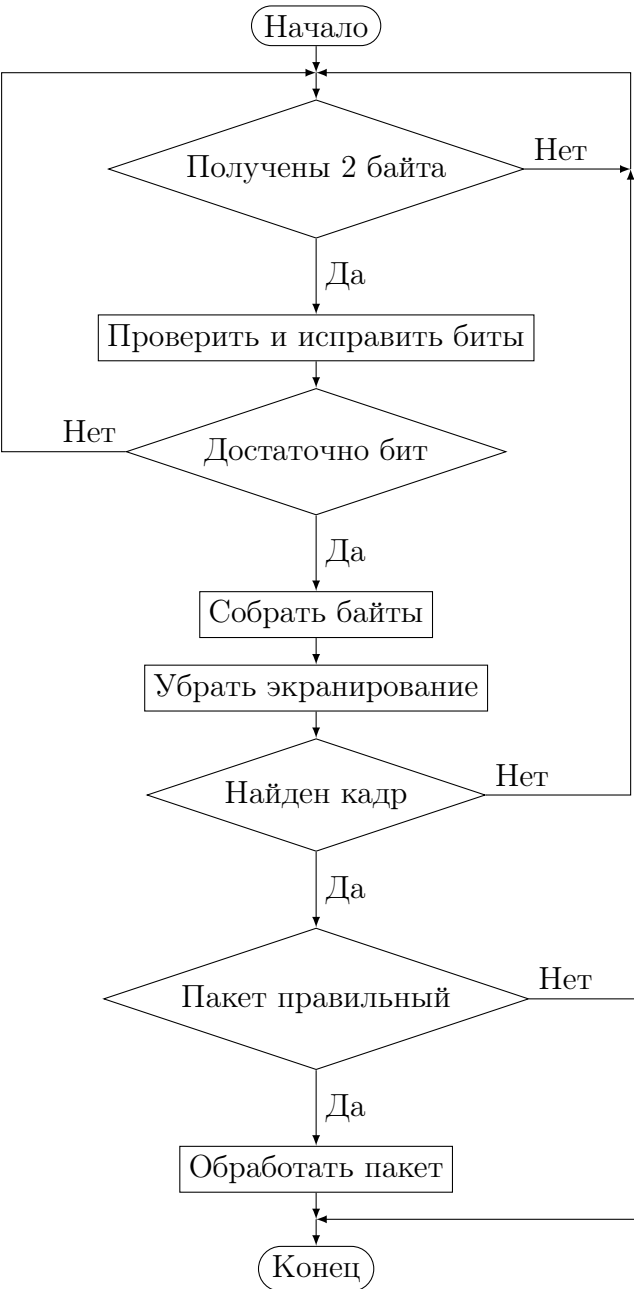 Начало
Получены 2 байта
Нет
Да
Проверить и исправить биты
Нет
Достаточно бит
Да
Собрать байты
Убрать экранирование
Найден кадр
Нет
Да
Пакет правильный
Нет
Да
Обработать пакет
Конец